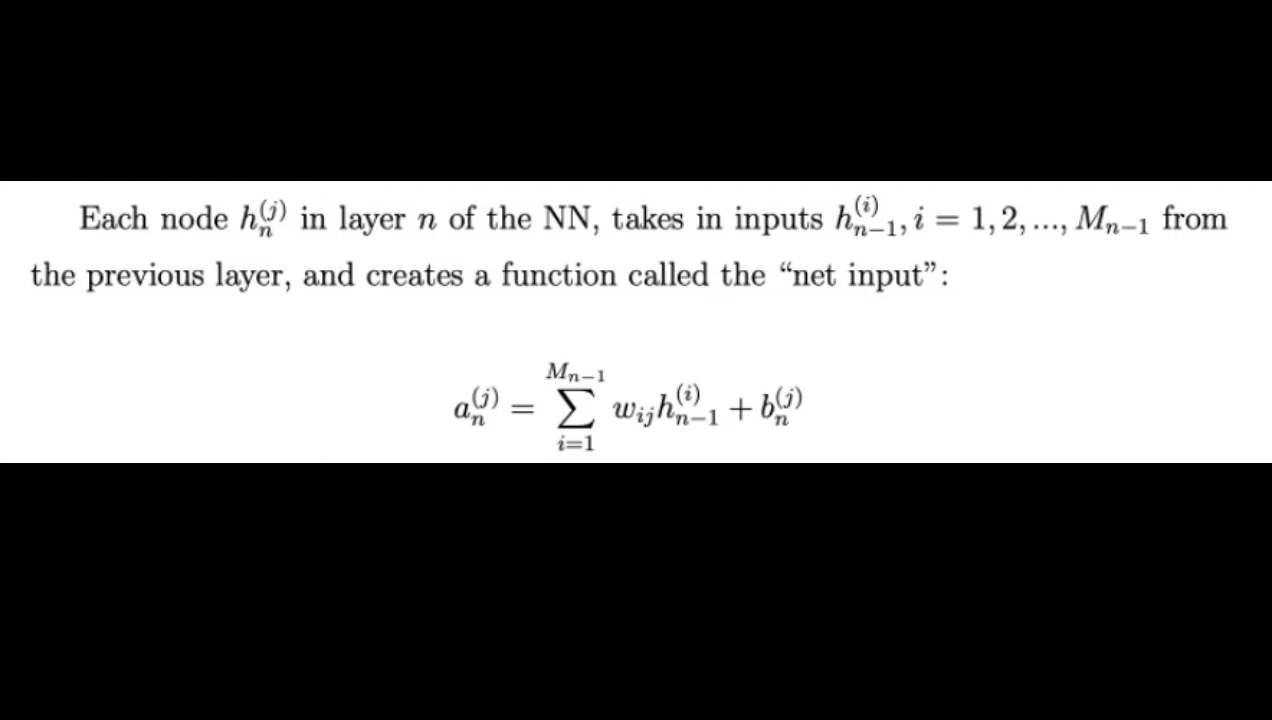 Each node $h_n^{(j)}$ in layer $n$ of the NN, takes in inputs $h_{n-1}^{(i)}, i = 1, 2, ..., M_{n-1}$ from
the previous layer, and creates a function called the “net input”:
$a_n^{(j)} = \sum_{i=1}^{M_{n-1}} w_{ij} h_{n-1}^{(i)} + b_n^{(j)}$